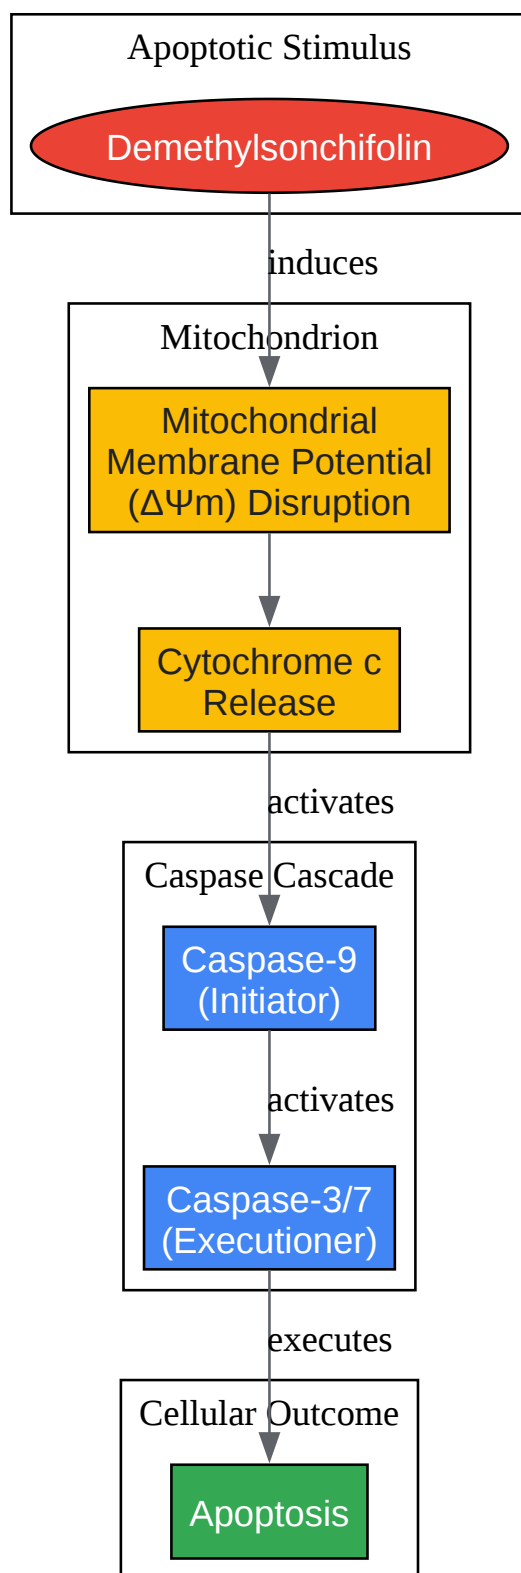 Apoptotic Stimulus
Demethylsonchifolin
induces
Mitochondrion
Mitochondrial
Membrane Potential
(ΔΨm) Disruption
Cytochrome c
Release
activates
Caspase Cascade
Caspase-9
(Initiator)
activates
Caspase-3/7
(Executioner)
executes
Cellular Outcome
Apoptosis